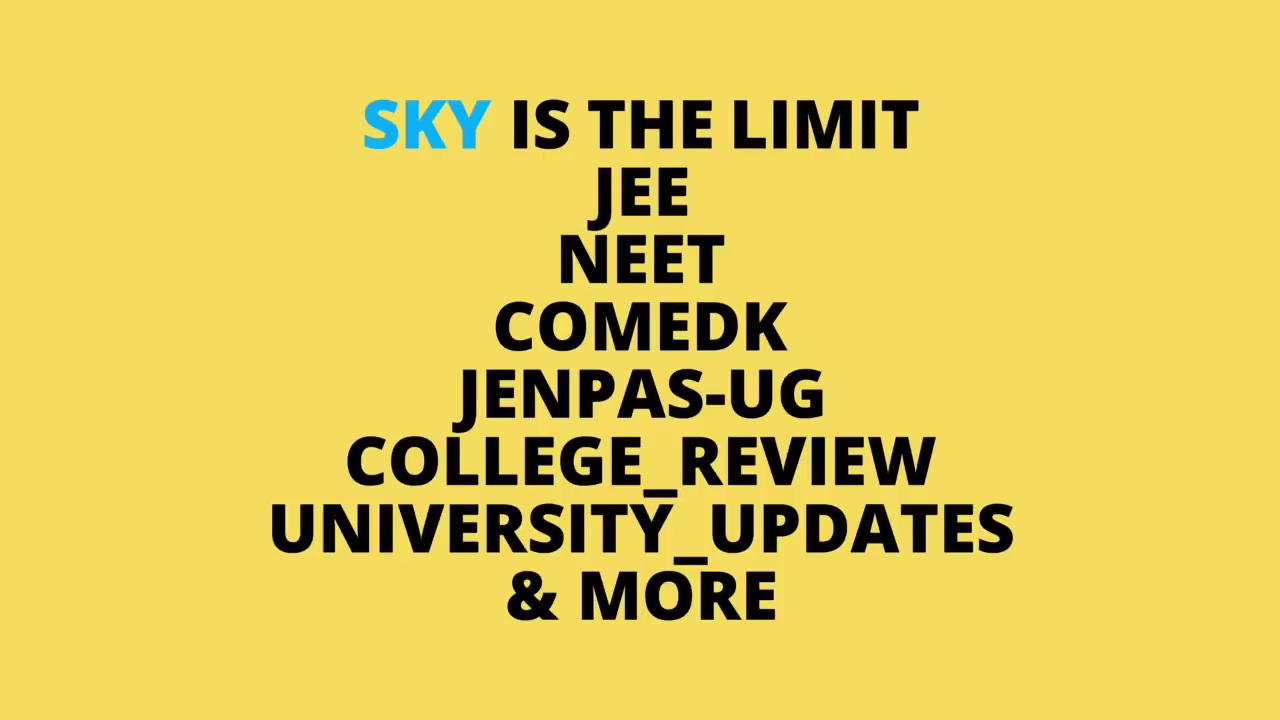 SKY IS THE LIMIT
JEE
NEET
COMEDK
JENPAS-UG
COLLEGE_REVIEW
UNIVERSITY_UPDATES
& MORE